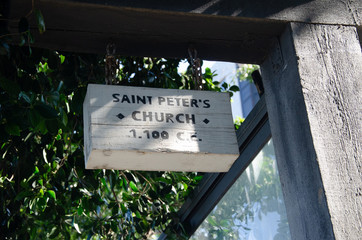 SAINT PETER'S
CHURCH
1.100 C.C.